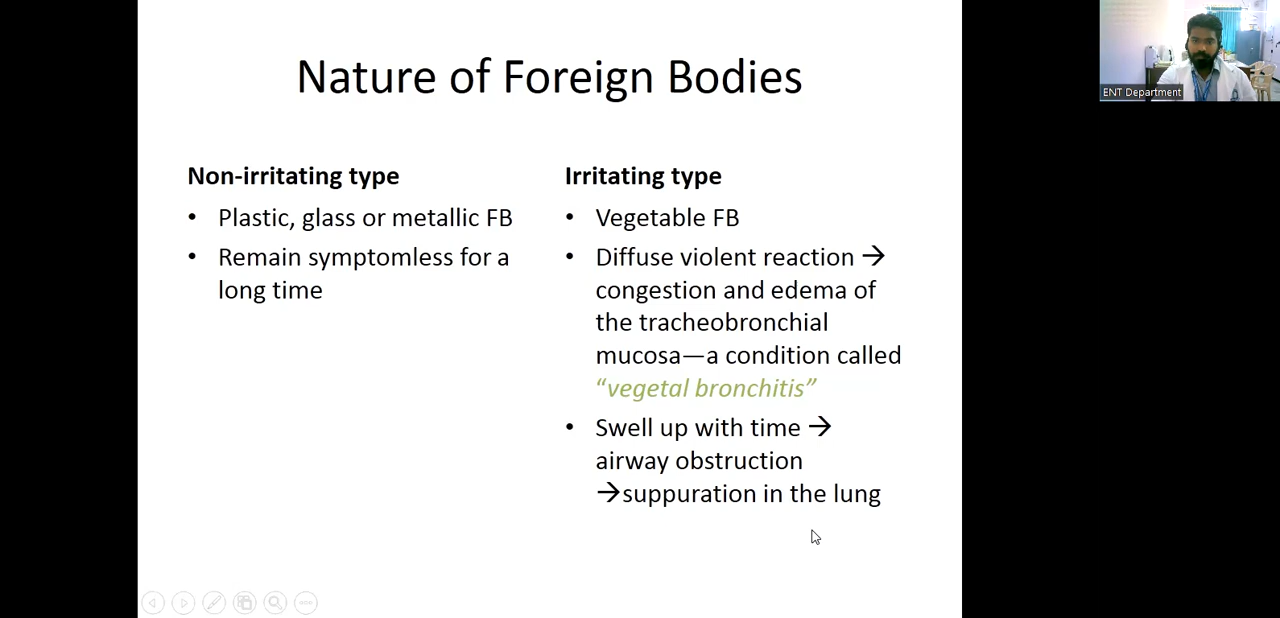 Nature of Foreign Bodies
Non-irritating type
• Plastic, glass or metallic FB
• Remain symptomless for a
long time
Irritating type
• Vegetable FB
• Diffuse violent reaction →
congestion and edema of
the tracheobronchial
mucosa—a condition called
“vegetal bronchitis”
• Swell up with time →
airway obstruction
→suppuration in the lung
ENT Department